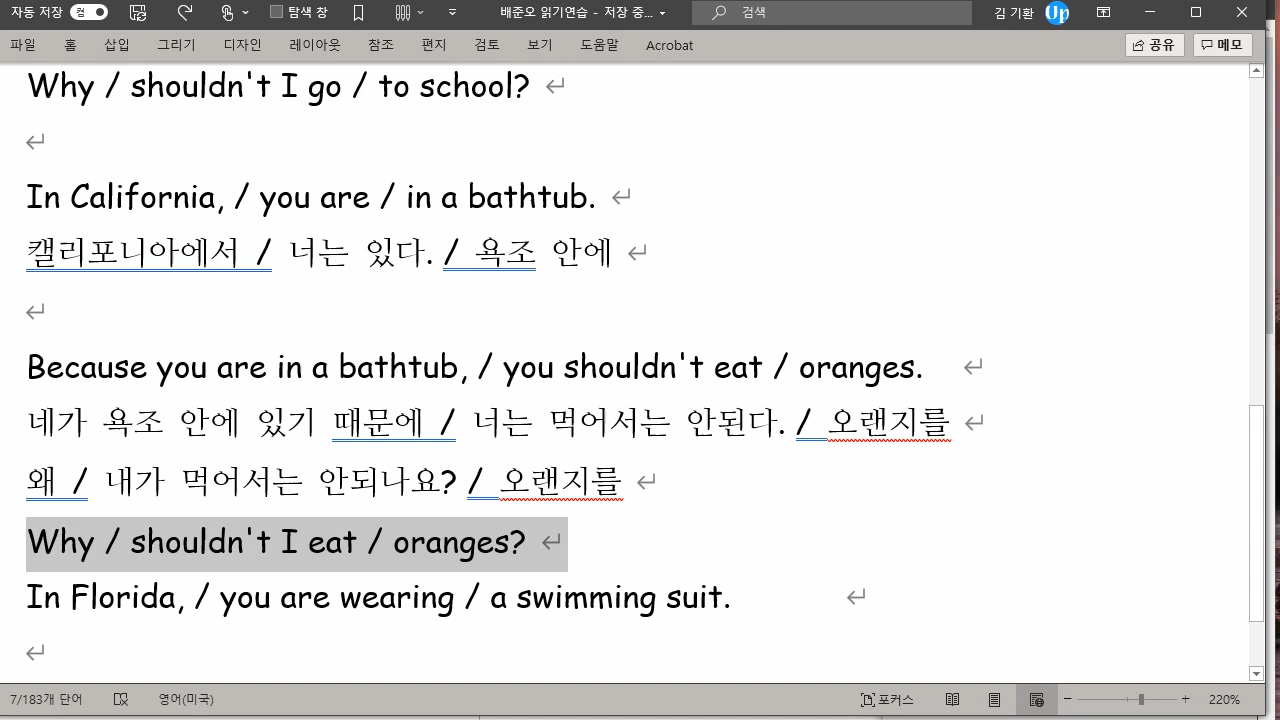 자동 저장 켬 탐색 창 배준오 읽기연습 - 저장 중... 검색 김 기환 Up
파일 홈 삽입 그리기 디자인 레이아웃 참조 편지 검토 보기 도움말 Acrobat 공유 메모
Why / shouldn't I go / to school?
In California, / you are / in a bathtub.
캘리포니아에서 / 너는 있다. / 욕조 안에
Because you are in a bathtub, / you shouldn't eat / oranges.
네가 욕조 안에 있기 때문에 / 너는 먹어서는 안된다. / 오랜지를
왜 / 내가 먹어서는 안되나요? / 오랜지를
Why / shouldn't I eat / oranges?
In Florida, / you are wearing / a swimming suit.
7/183개 단어 영어(미국) 포커스 220%